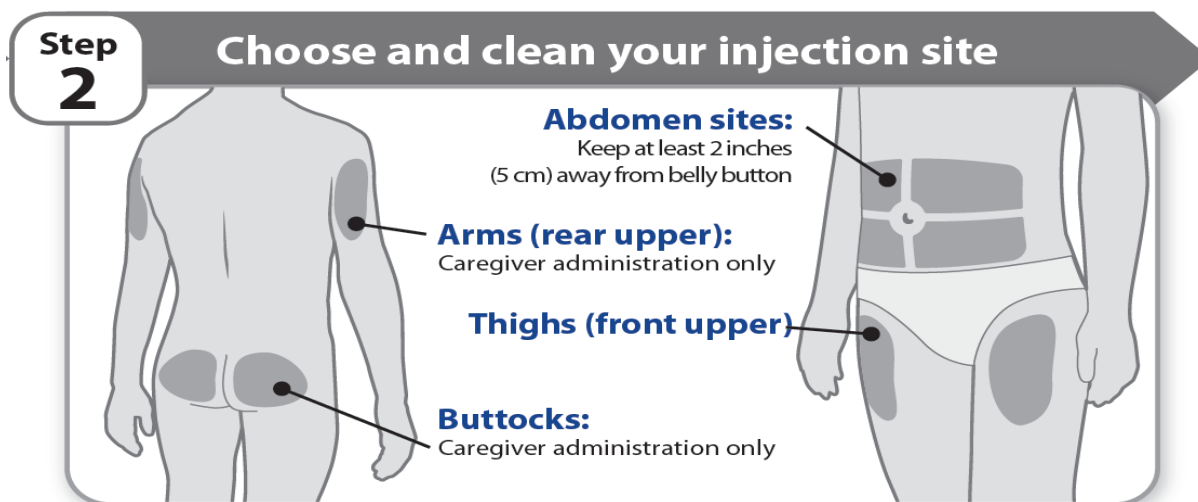 Step
2
Choose and clean your injection site
Abdomen sites:
Keep at least 2 inches
(5 cm) away from belly button
Arms (rear upper):
Caregiver administration only
Thighs (front upper)
Buttocks:
Caregiver administration only